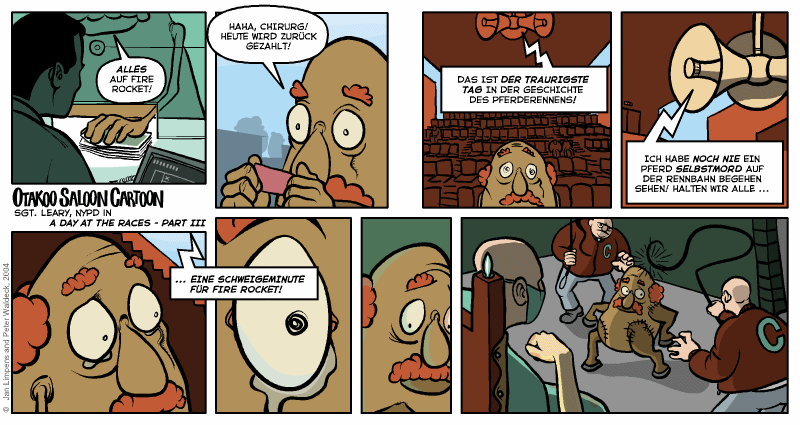 ALLES
AUF FIRE
ROCKET!
HAHA, CHIRURG!
HEUTE WIRD ZURÜCK
GEZAHLT!
DAS IST DER TRAURIGSTE
TAG IN DER GESCHICHTE
DES PFERDERENNENS!
ICH HABE NOCH NIE EIN
PFERD SELBSTMORD AUF
DER RENNBAHN BEGEHEN
SEHEN! HALTEN WIR ALLE ...
OTAKOO SALOON CARTOON
SGT. LEARY, NYPD IN
A DAY AT THE RACES - PART III
... EINE SCHWEIGEMINUTE
FÜR FIRE ROCKET!
C
C
© Jan Limpens and Peter Waldeck, 2004